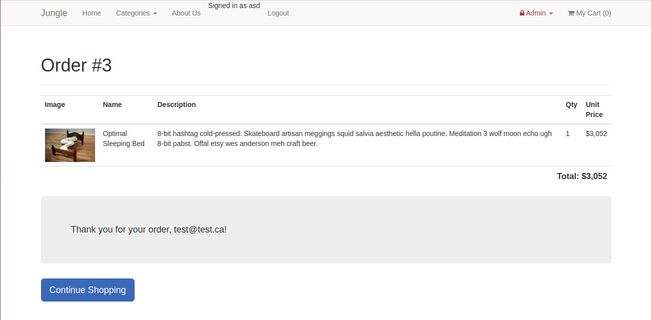 Jungle Home Categories About Us Signed in as asd Logout Admin My Cart (0)
Order #3
Image Name Description Qty Unit Price
Optimal Sleeping Bed 8-bit hashtag cold-pressed. Skateboard artisan meggings squid salvia aesthetic hella poutine. Meditation 3 wolf moon echo ugh 1 $3,052
8-bit pabst. Offal etsy wes anderson meh craft beer.
Total: $3,052
Thank you for your order, test@test.ca!
Continue Shopping